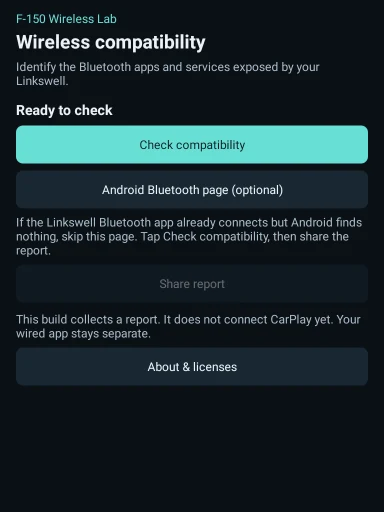 F-150 Wireless Lab
Wireless compatibility
Identify the Bluetooth apps and services exposed by your
Linkswell.
Ready to check
Check compatibility
Android Bluetooth page (optional)
If the Linkswell Bluetooth app already connects but Android finds
nothing, skip this page. Tap Check compatibility, then share the
report.
Share report
This build collects a report. It does not connect CarPlay yet. Your
wired app stays separate.
About & licenses